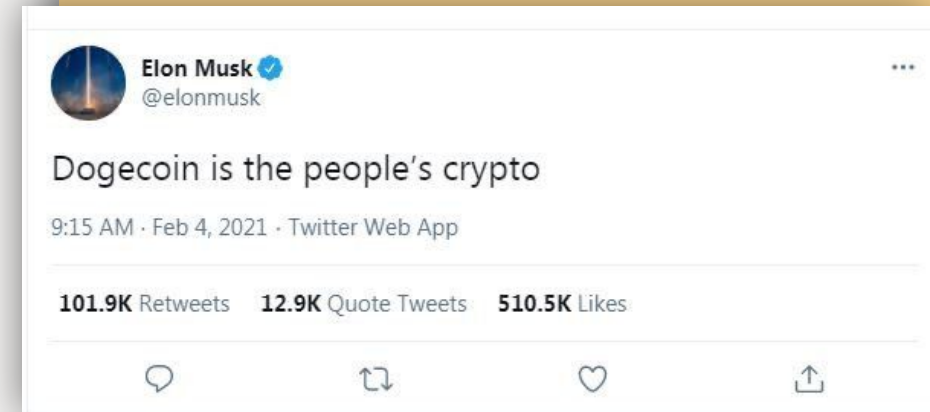 Elon Musk
@elonmusk
Dogecoin is the people's crypto
9:15 AM · Feb 4, 2021 · Twitter Web App
101.9K Retweets 12.9K Quote Tweets 510.5K Likes